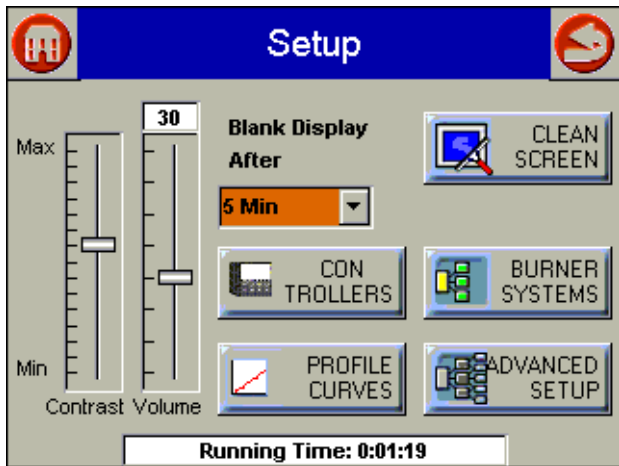 Setup
30
Max
Min
Contrast Volume
Blank Display
After
5 Min
CLEAN
SCREEN
CON
TROLLERS
BURNER
SYSTEMS
PROFILE
CURVES
ADVANCED
SETUP
Running Time: 0:01:19